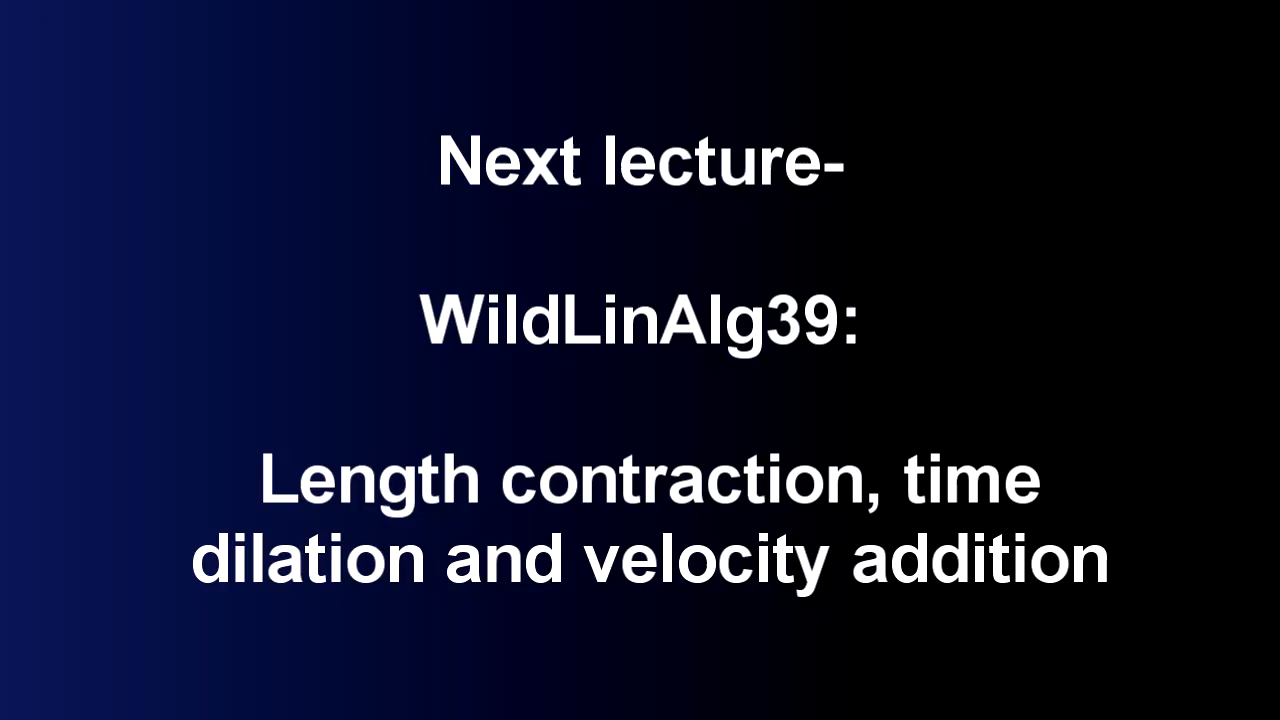 Next lecture-
WildLinAlg39:
Length contraction, time
dilation and velocity addition